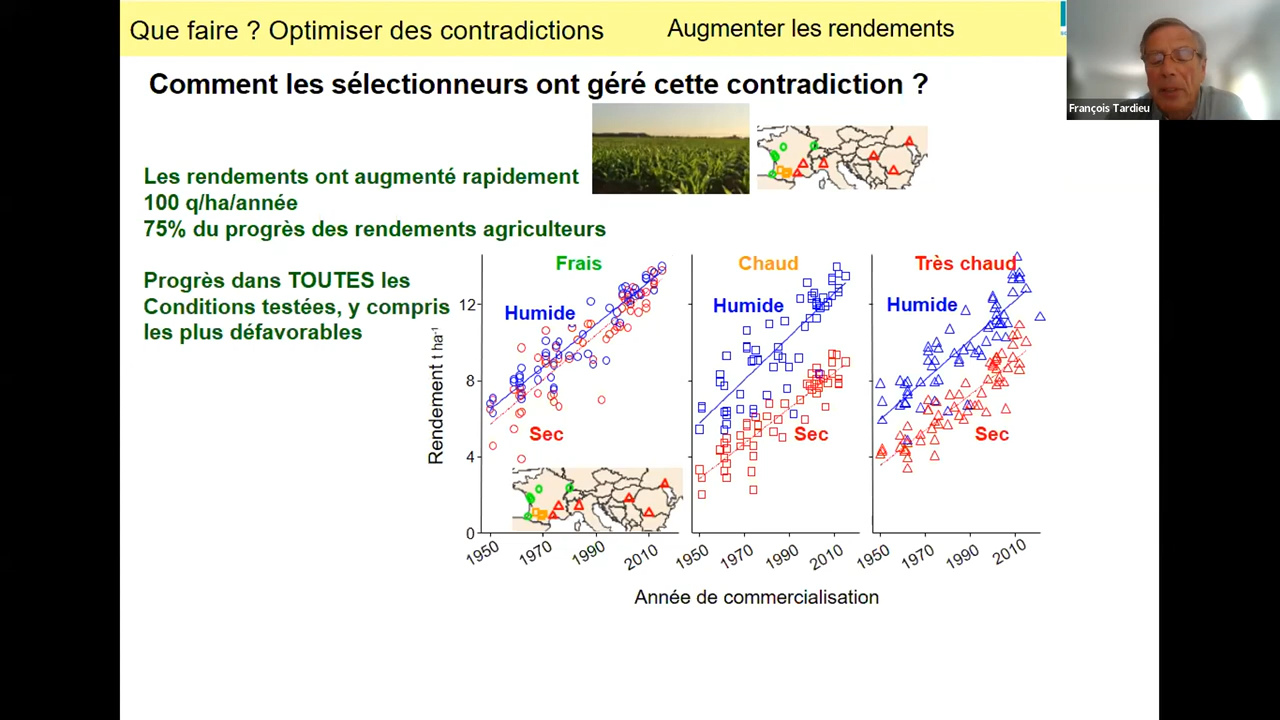 Que faire ? Optimiser des contradictions
Augmenter les rendements
François Tardieu
Comment les sélectionneurs ont géré cette contradiction ?
Les rendements ont augmenté rapidement
100 q/ha/année
75% du progrès des rendements agriculteurs
Progrès dans TOUTES les
Conditions testées, y compris
les plus défavorables
Frais
Chaud
Très chaud
Humide
Humide
Humide
Sec
Sec
Sec
Rendement t ha-1
12
8
4
0
1950
1970
1990
2010
1950
1970
1990
2010
1950
1970
1990
2010
Année de commercialisation